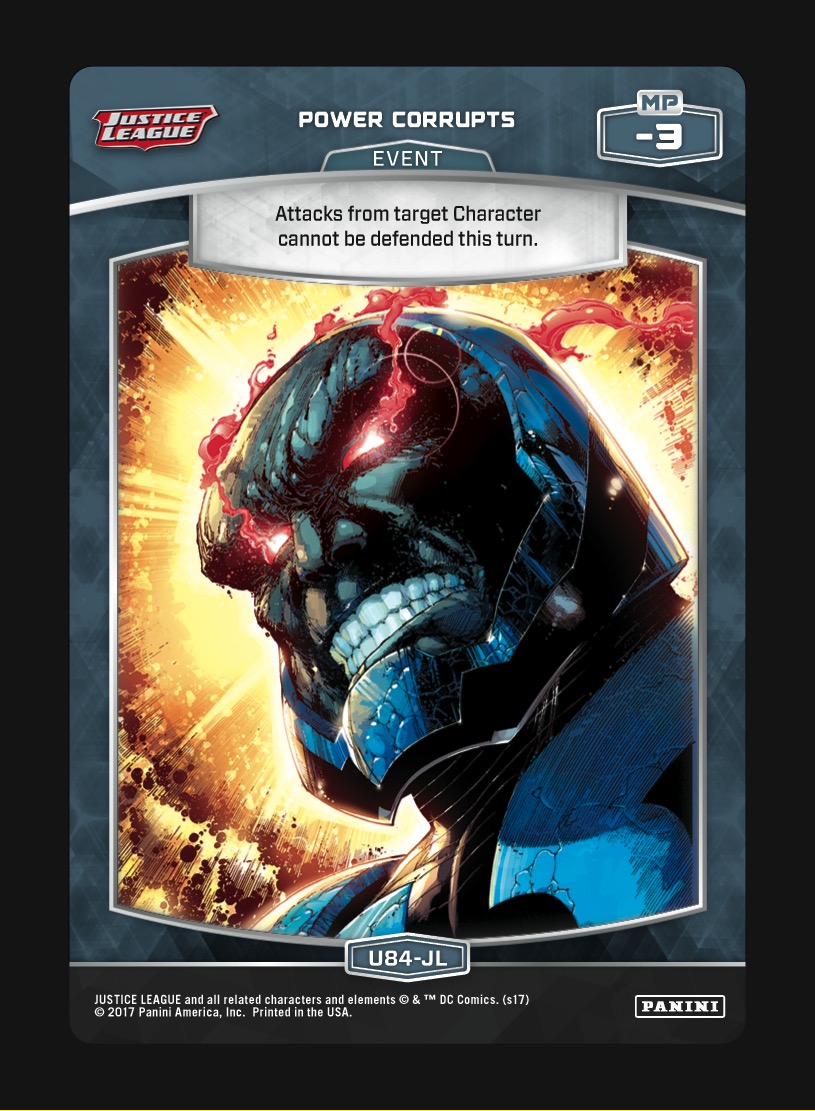 JUSTICE
LEAGUE
POWER CORRUPTS
MP
-3
EVENT
Attacks from target Character
cannot be defended this turn.
U84-JL
JUSTICE LEAGUE and all related characters and elements © & ™ DC Comics. (s17)
© 2017 Panini America, Inc. Printed in the USA.
PANINI